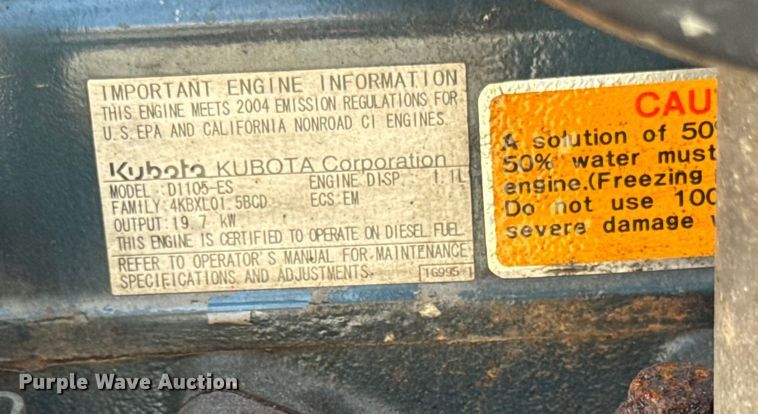 IMPORTANT ENGINE INFORMATION
THIS ENGINE MEETS 2004 EMISSION REGULATIONS FOR
U.S.EPA AND CALIFORNIA NONROAD CI ENGINES.
Kubota KUBOTA Corporation
MODEL :D1105-ES ENGINE DISP. 1.1L
FAMILY:4KBXL01.5BCD ECS:EM
OUTPUT:19.7 kW
THIS ENGINE IS CERTIFIED TO OPERATE ON DIESEL FUEL.
REFER TO OPERATOR'S MANUAL FOR MAINTENANCE
SPECIFICATIONS AND ADJUSTMENTS.
1G995
CAU
A solution of 50%
50% water must
engine.(Freezing
Do not use 100
severe damage
Purple Wave Auction